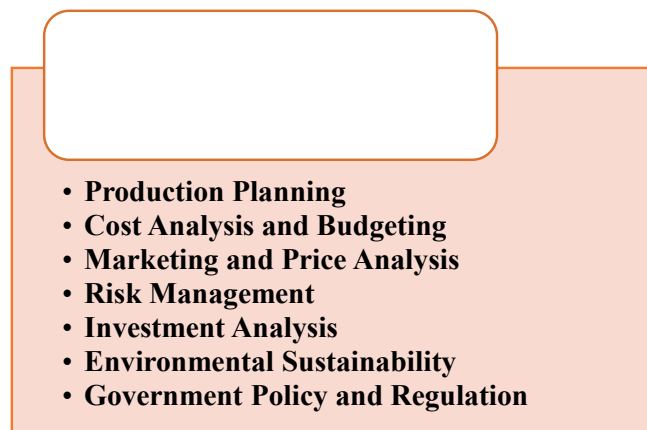 • Production Planning
• Cost Analysis and Budgeting
• Marketing and Price Analysis
• Risk Management
• Investment Analysis
• Environmental Sustainability
• Government Policy and Regulation